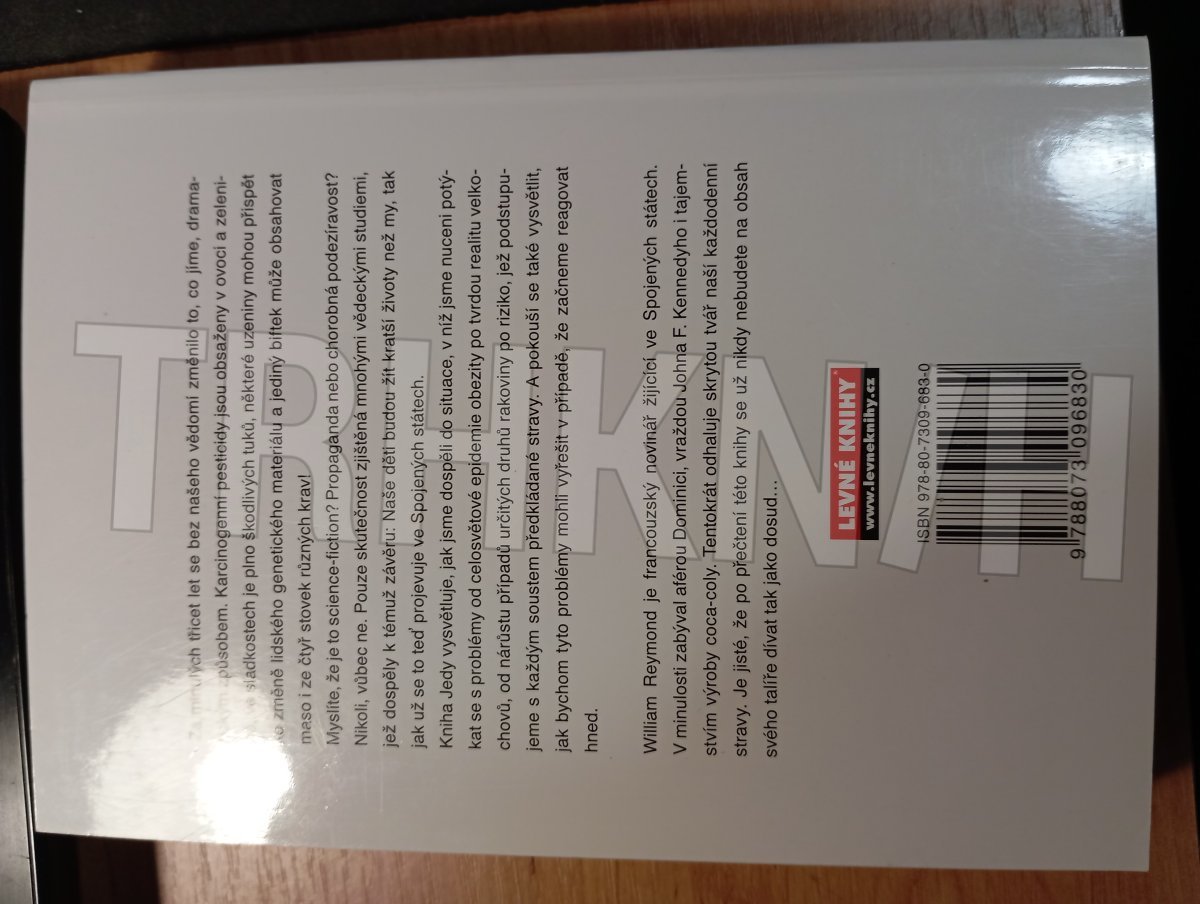 minulých třicet let se bez našeho vědomí změnilo to, co jíme, drama-
způsobem. Karcinogenní pesticidy jsou obsaženy v ovoci a zeleni-
sladkostech je plno škodlivých tuků, některé uzeniny mohou přispět
změně lidského genetického materiálu a jediný biftek může obsahovat
maso i ze čtyř stovek různých krav!
Myslíte, že je to science-fiction? Propaganda nebo chorobná podezíravost?
Nikoli, vůbec ne. Pouze skutečnost zjištěná mnohými vědeckými studiemi,
jež dospěly k témuž závěru: Naše děti budou žít kratší životy než my, tak
jak už se to teď projevuje ve Spojených státech.
Kniha Jedy vysvětluje, jak jsme dospěli do situace, v níž jsme nuceni potý-
kat se s problémy od celosvětové epidemie obezity po tvrdou realitu velko-
chovů, od nárůstu případů určitých druhů rakoviny po riziko, jež podstupu-
jeme s každým soustem předkládané stravy. A pokouší se také vysvětlit,
jak bychom tyto problémy mohli vyřešit v případě, že začneme reagovat
hned.
William Reymond je francouzský novinář žijící ve Spojených státech.
V minulosti zabýval aférou Dominici, vraždou Johna F. Kennedyho i tajem-
stvím výroby coca-coly. Tentokrát odhaluje skrytou tvář naší každodenní
stravy. Je jisté, že po přečtení této knihy se už nikdy nebudete na obsah
svého talíře dívat tak jako dosud...
LEVNÉ KNIHY
www.levneknihy.cz
ISBN 978-80-7309-683-0
9 788073 096830